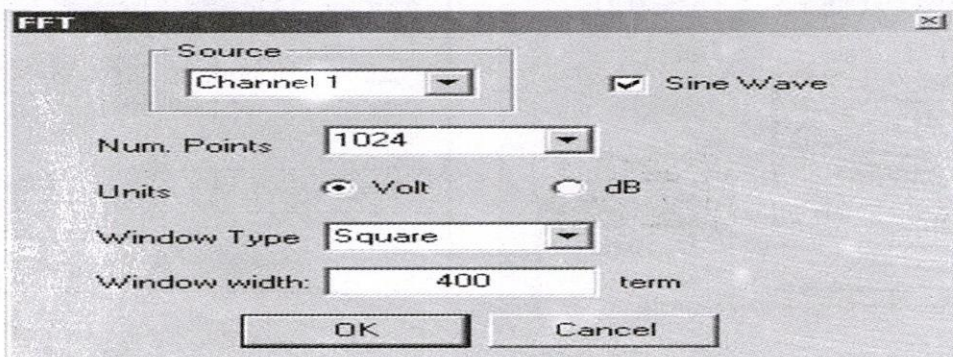 FFT
Source
Channel 1
Sine Wave
Num. Points 1024
Units Volt dB
Window Type Square
Window width: 400 term
OK Cancel